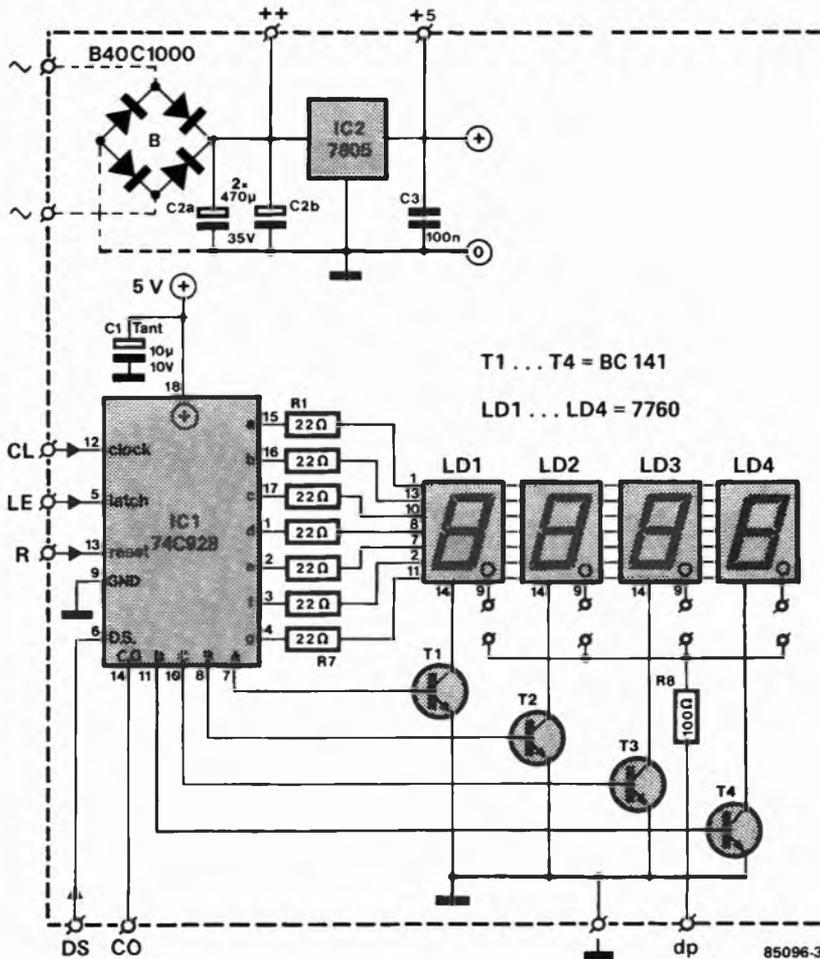 ++
+5
B40C1000
~
B
IC2
7805
+
2×
470µ
C2a
C2b
C3
35V
100n
~
0
5 V +
C1 Tant
10µ
10V
18
+
T1 . . . T4 = BC 141
LD1 . . . LD4 = 7760
R1
a 15 22Ω
b 16 22Ω
c 17 22Ω
d 1 22Ω
e 2 22Ω
f 3 22Ω
g 4 22Ω
R7
CL 12 clock
LE 5 latch
R 13 reset
9 GND
6 D.S.
IC1
74C928
C.O
14 11 10 8 7
LD1 LD2 LD3 LD4
1
13
10
8
7
2
11
14 9 14 9 14 9 9
T1
T2
T3
T4
R8
100Ω
DS CO dp
85096-3